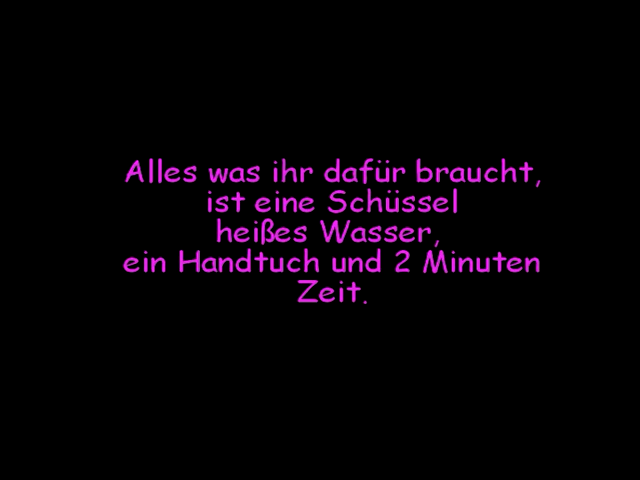 Alles was ihr dafür braucht,
ist eine Schüssel
heißes Wasser,
ein Handtuch und 2 Minuten
Zeit.